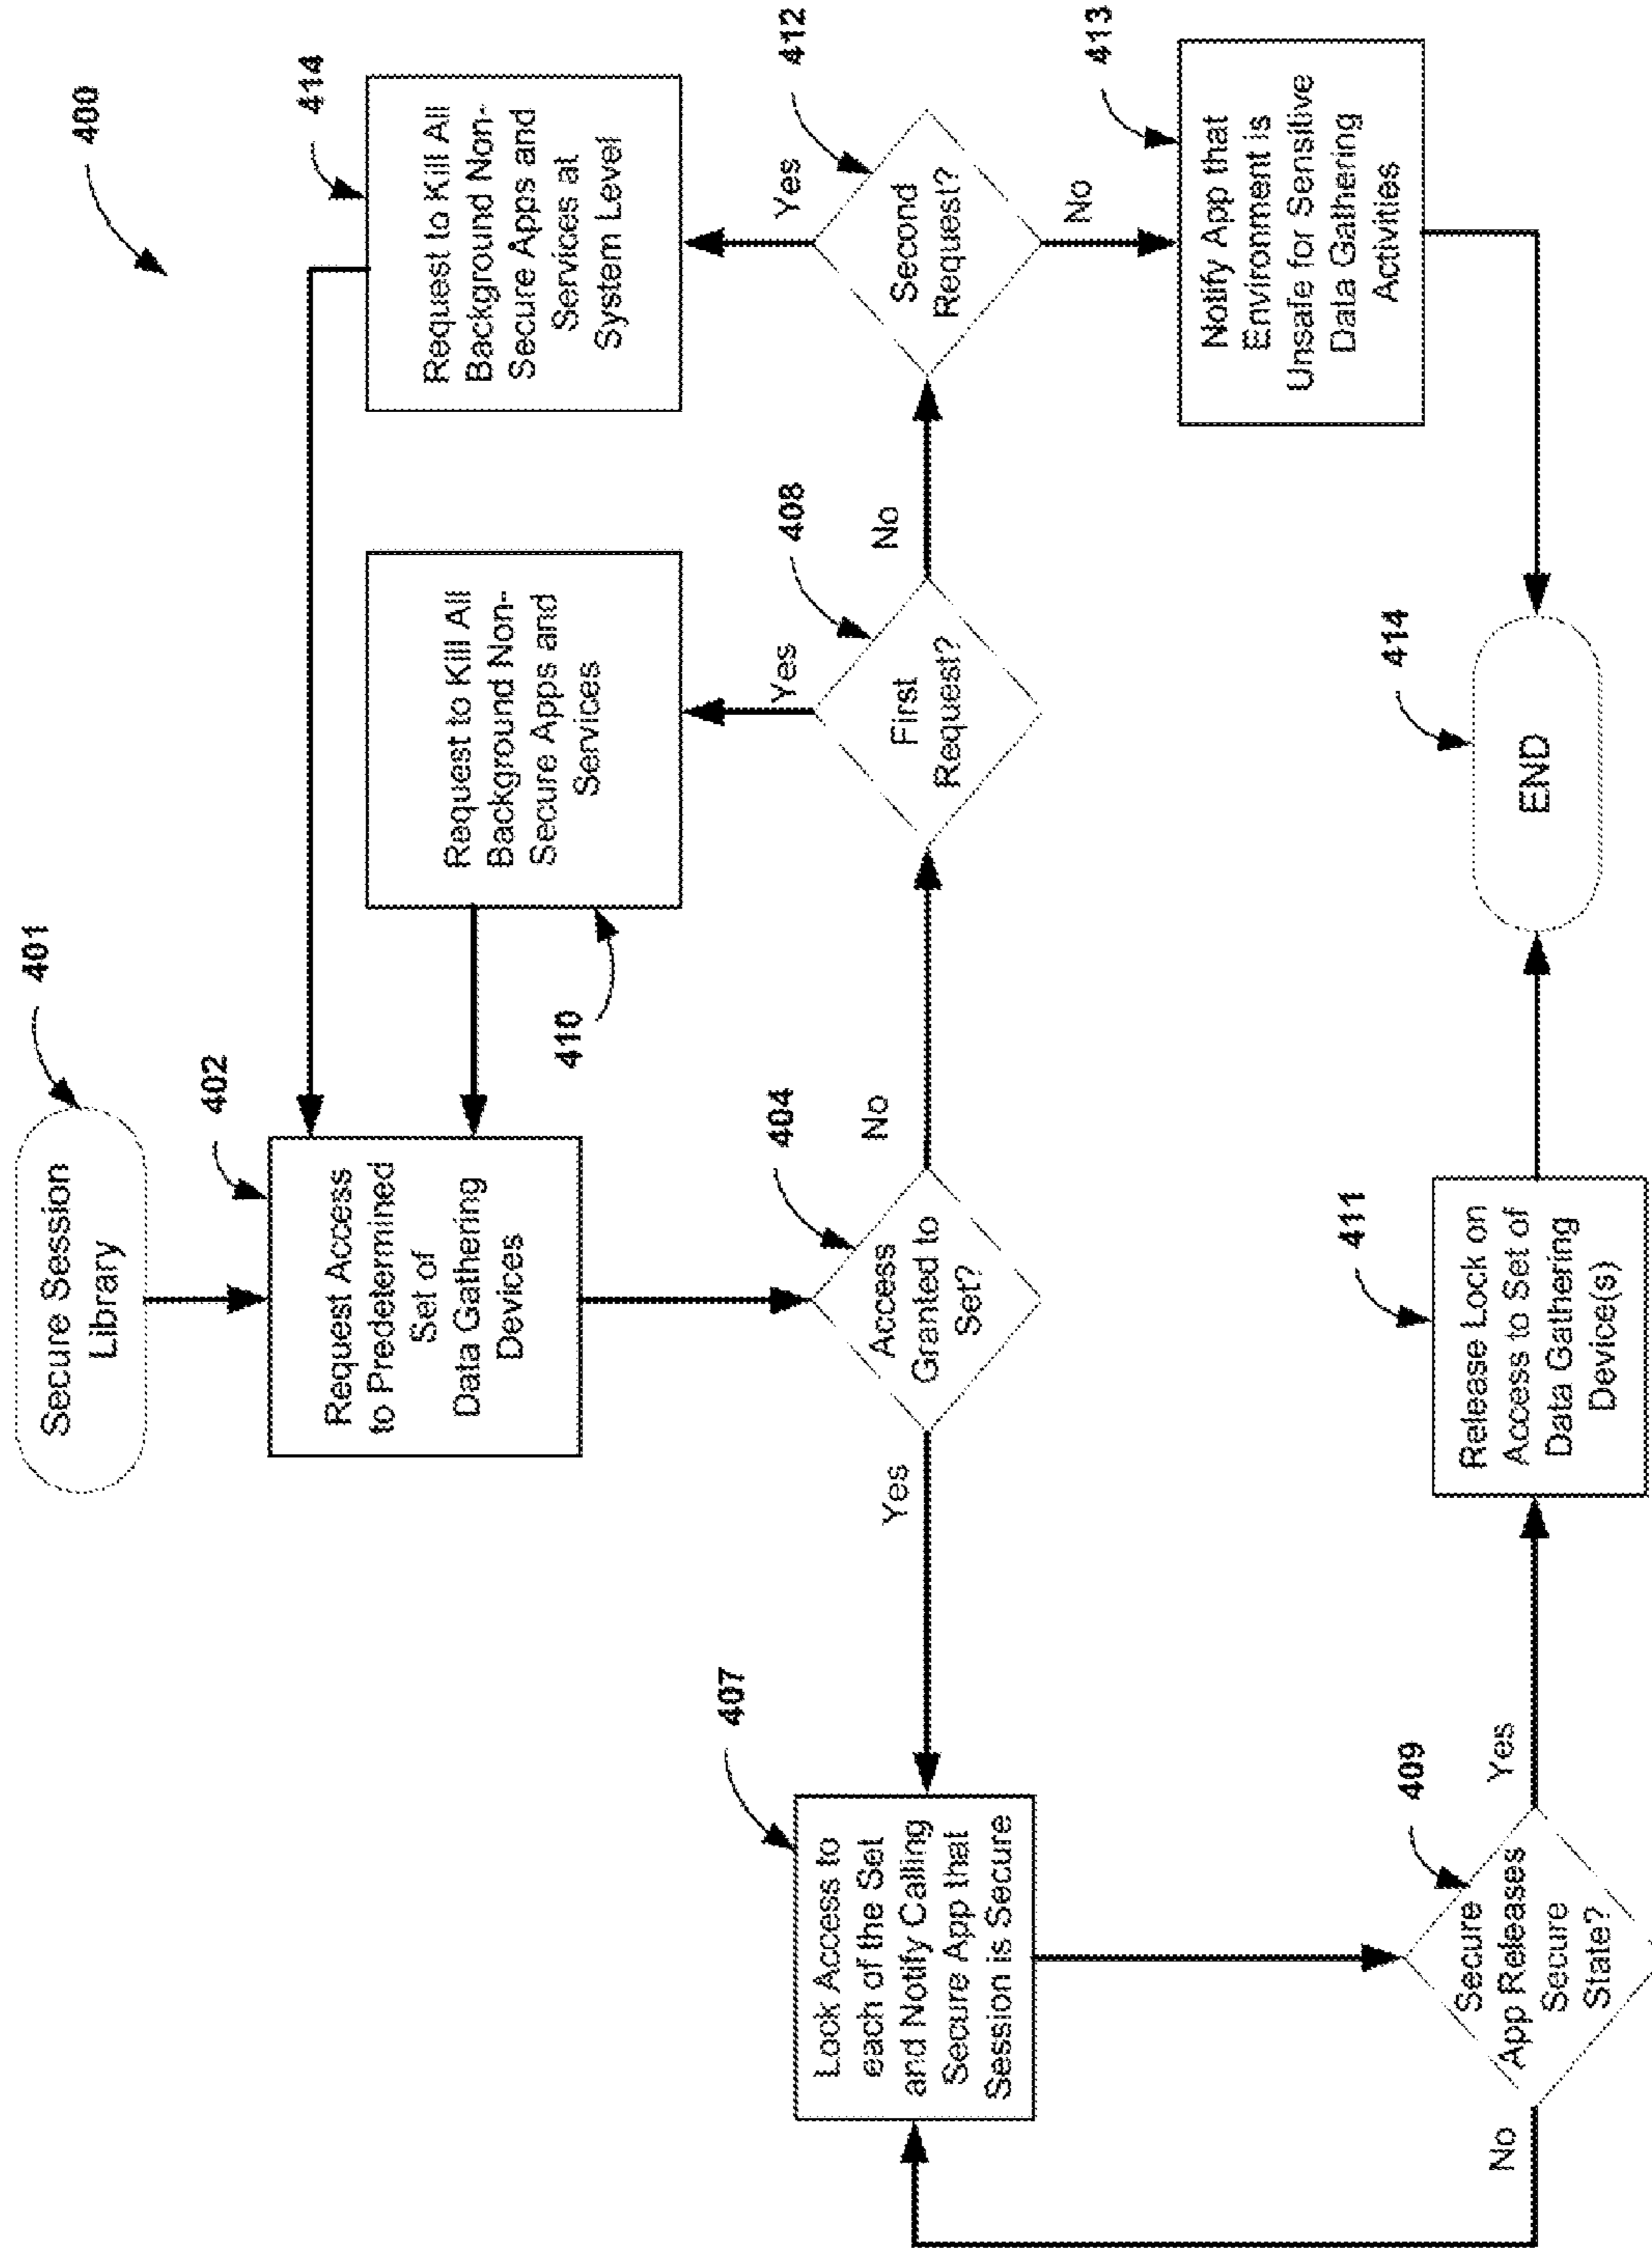 400
401
Secure Session
Library
402
Request Access
to Predetermined
Set of
Data Gathering
Devices
414
Request to Kill All
Background Non-
Secure Apps and
Services at
System Level
410
Request to Kill All
Background Non-
Secure Apps and
Services
404
Access
Granted to
Set?
Yes
No
408
First
Request?
Yes
No
412
Second
Request?
Yes
No
407
Lock Access to
each of the Set
and Notify Calling
Secure App that
Session is Secure
413
Notify App that
Environment is
Unsafe for Sensitive
Data Gathering
Activities
409
Secure
App Releases
Secure
State?
No
Yes
411
Release Lock on
Access to Set of
Data Gathering
Device(s)
414
END